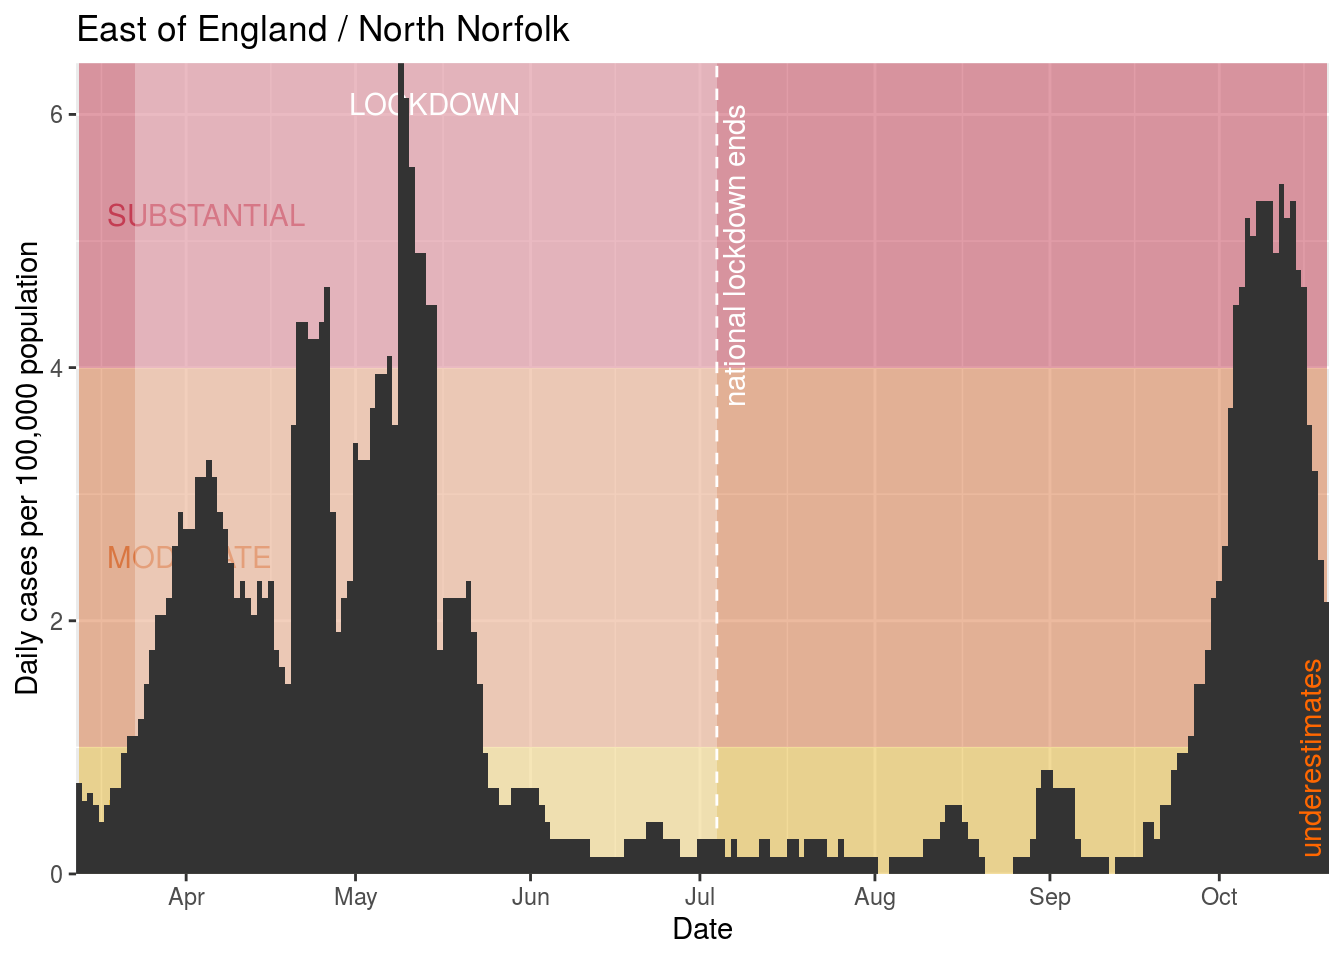 East of England / North Norfolk
Daily cases per 100,000 population
6
4
2
0
LOCKDOWN
SUBSTANTIAL
MODERATE
national lockdown ends
underestimates
Apr
May
Jun
Jul
Aug
Sep
Oct
Date